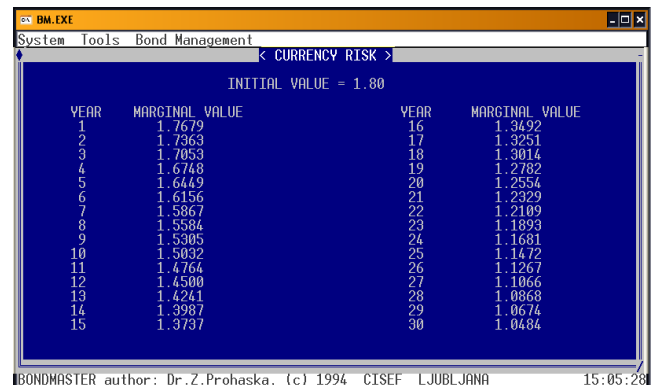 BM.EXE
System Tools Bond Management
< CURRENCY RISK >
INITIAL VALUE = 1.80
YEAR MARGINAL VALUE YEAR MARGINAL VALUE
1 1.7679 16 1.3492
2 1.7363 17 1.3251
3 1.7053 18 1.3014
4 1.6748 19 1.2782
5 1.6449 20 1.2554
6 1.6156 21 1.2329
7 1.5867 22 1.2109
8 1.5584 23 1.1893
9 1.5305 24 1.1681
10 1.5032 25 1.1472
11 1.4764 26 1.1267
12 1.4500 27 1.1066
13 1.4241 28 1.0868
14 1.3987 29 1.0674
15 1.3737 30 1.0484
BONDMASTER author: Dr.Z.Prohaska. (c) 1994 CISEF LJUBLJANA 15:05:28